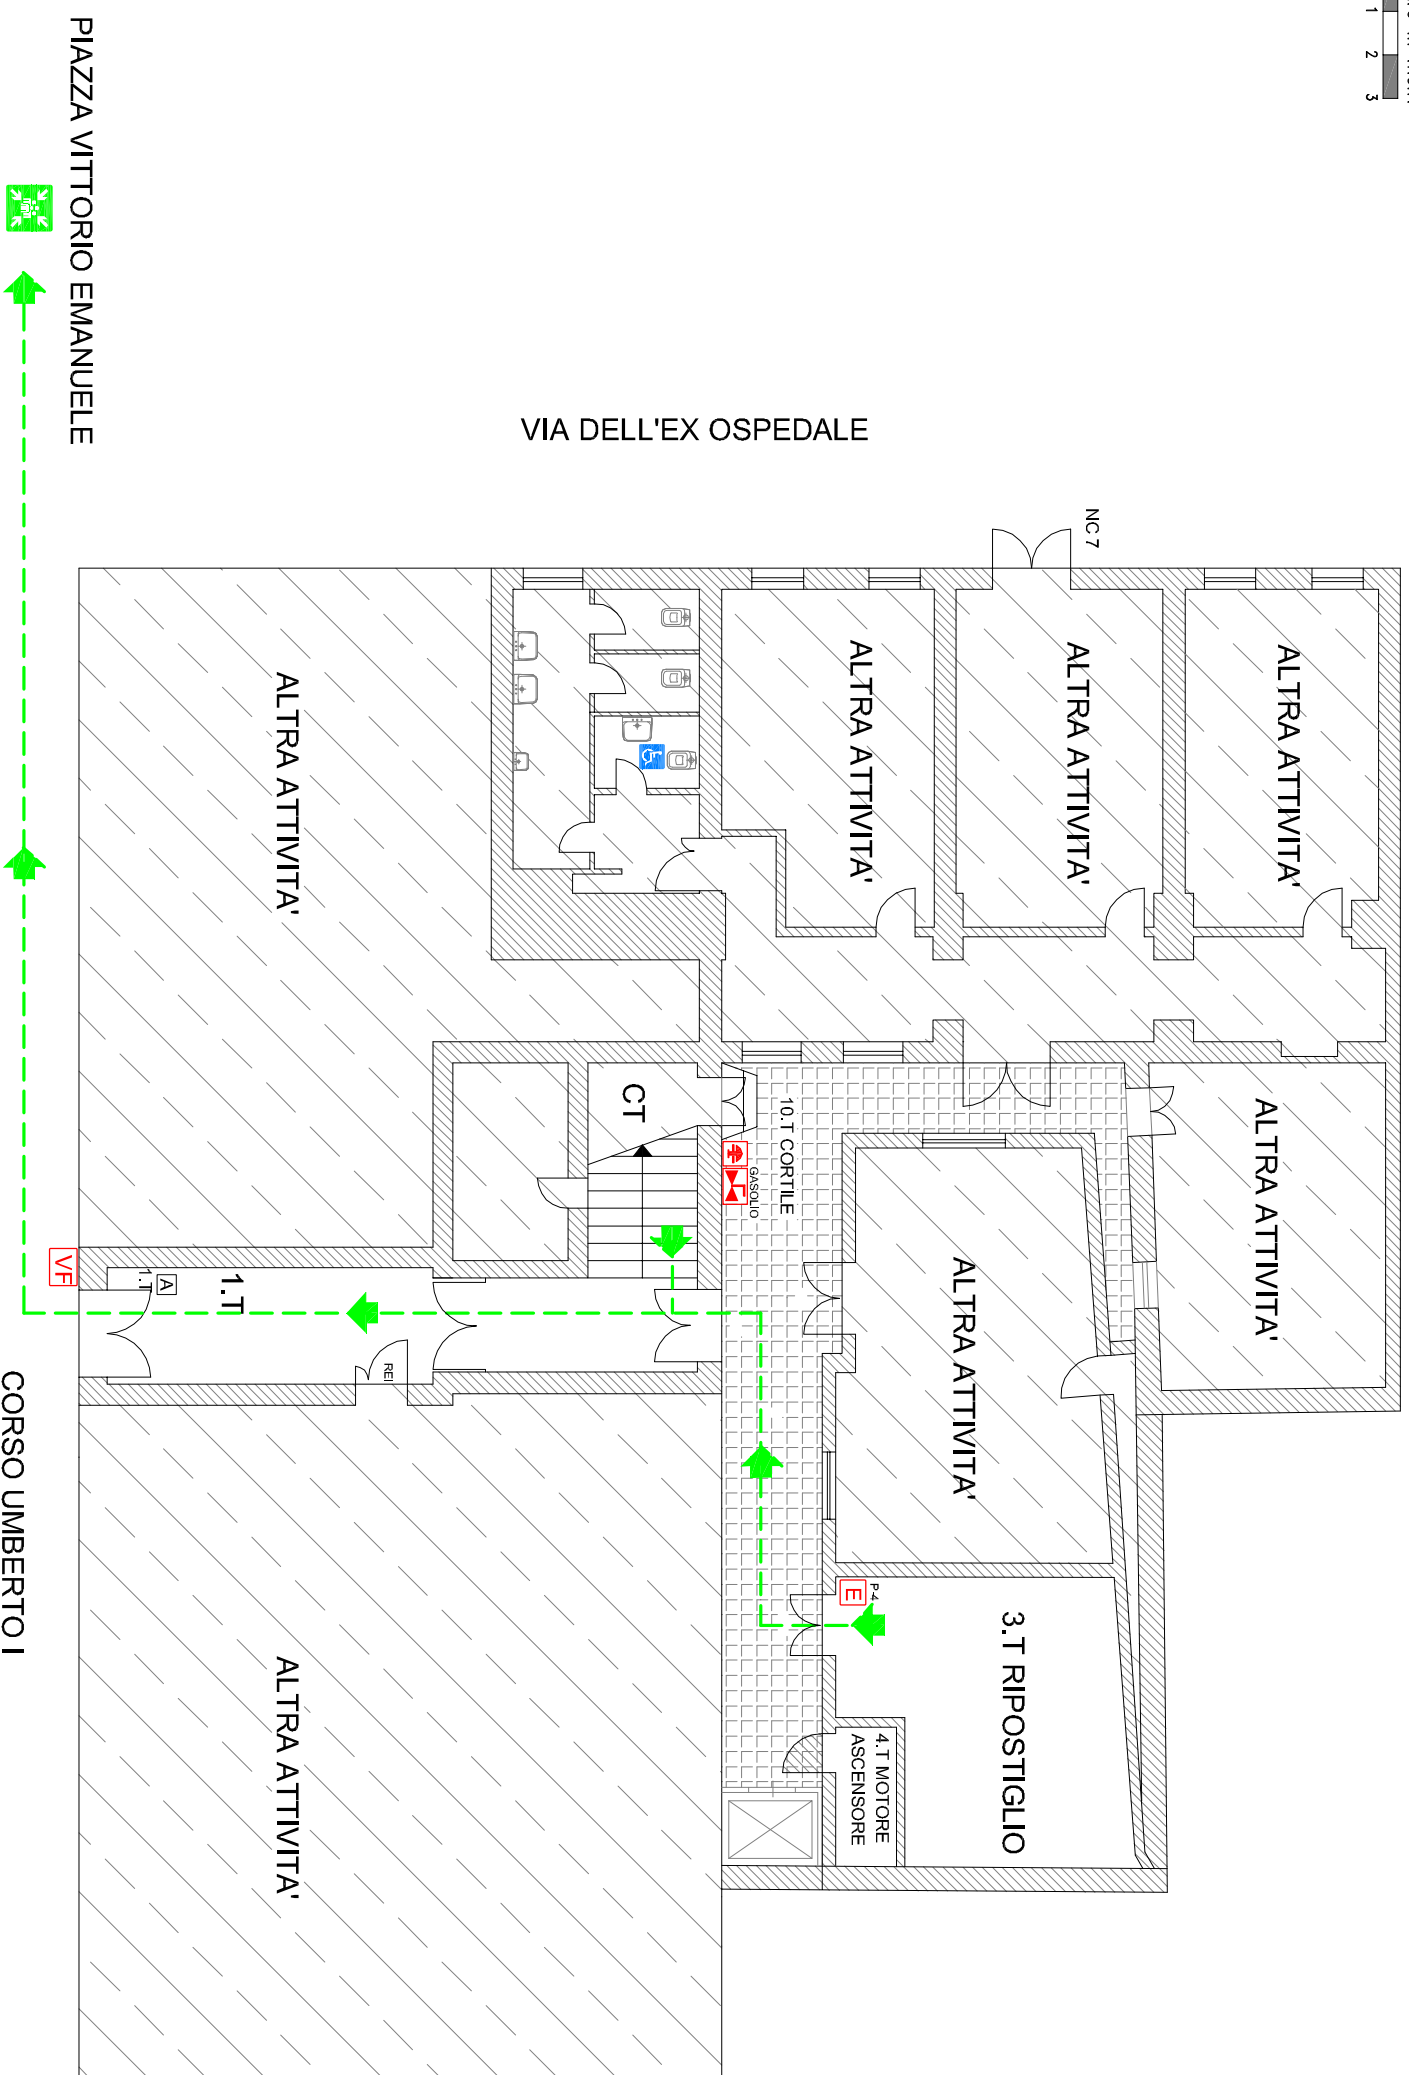 1
2
3
PIAZZA VITTORIO EMANUELE
VIA DELL'EX OSPEDALE
NC 7
ALTRA ATTIVITA'
ALTRA ATTIVITA'
ALTRA ATTIVITA'
ALTRA ATTIVITA'
CT
10.T CORTILE
GASOLIO
ALTRA ATTIVITA'
ALTRA ATTIVITA'
VF
A
1.T
1.T
REI
E
P4
3.T RIPOSTIGLIO
4.T MOTORE
ASCENSORE
CORSO UMBERTO I
ALTRA ATTIVITA'